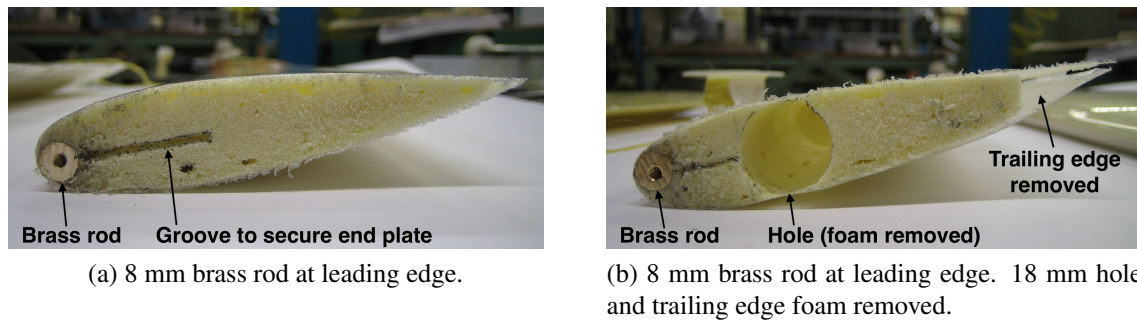 Brass rod
Groove to secure end plate
Trailing edge
removed
Brass rod
Hole (foam removed)
(a) 8 mm brass rod at leading edge.
(b) 8 mm brass rod at leading edge. 18 mm hole
and trailing edge foam removed.